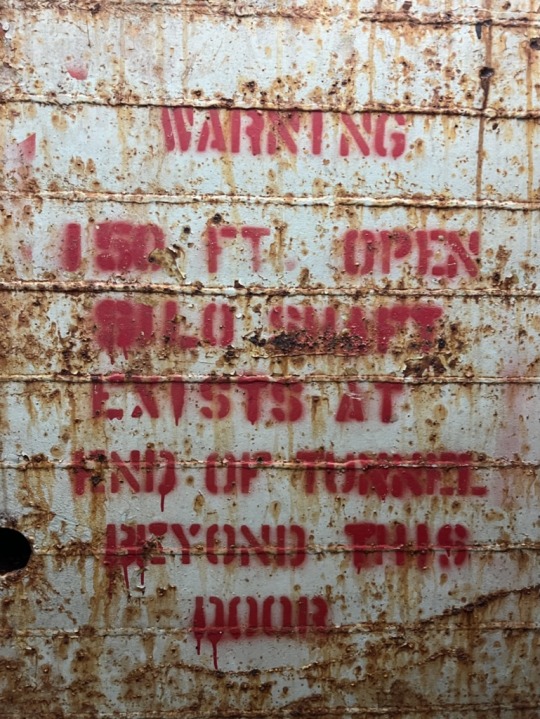 WARNING
150 FT. OPEN
SILO SHAFT
EXISTS AT
END OF TUNNEL
BEYOND THIS
DOOR